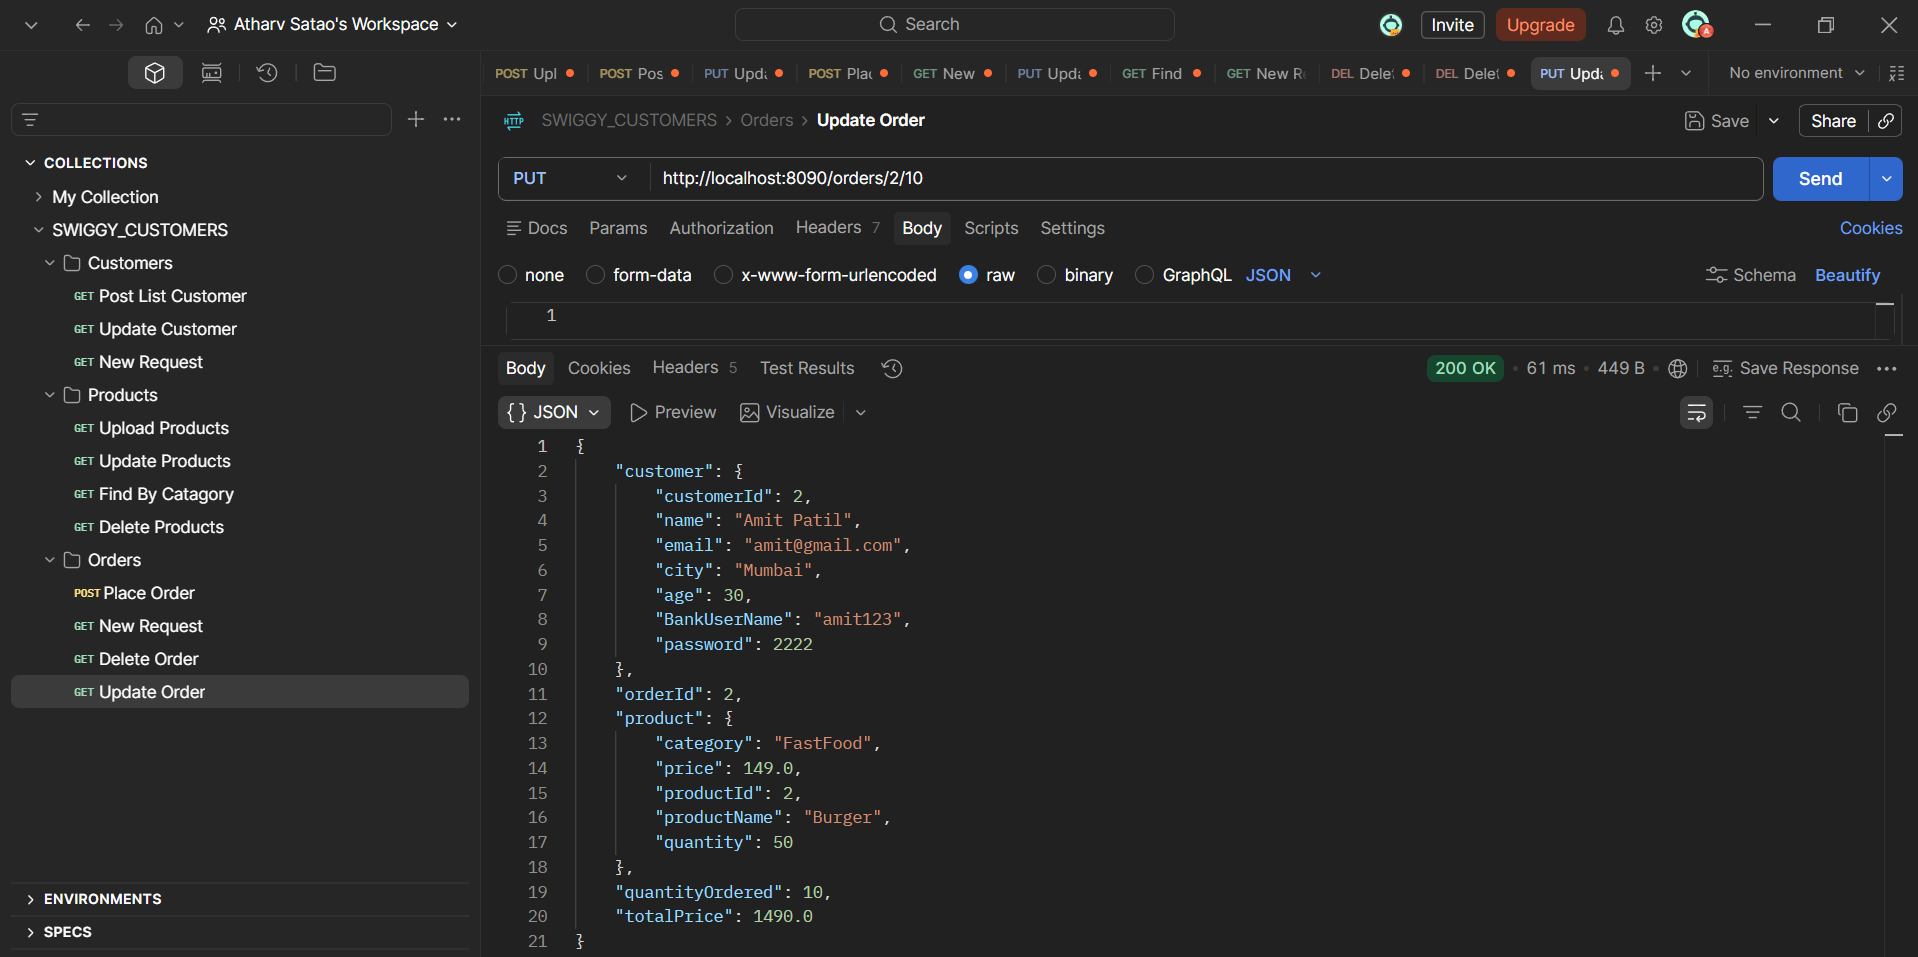 Atharv Satao's Workspace
Search
Invite
Upgrade
A
POST Upl
POST Pos
PUT Upd
POST Pla
GET New
PUT Upd
GET Find
GET New R
DEL Dele
DEL Dele
PUT Upd
No environment
COLLECTIONS
My Collection
SWIGGY_CUSTOMERS
Customers
GET Post List Customer
GET Update Customer
GET New Request
Products
GET Upload Products
GET Update Products
GET Find By Catagory
GET Delete Products
Orders
POST Place Order
GET New Request
GET Delete Order
GET Update Order
ENVIRONMENTS
SPECS
HTTP SWIGGY_CUSTOMERS > Orders > Update Order
Save
Share
PUT http://localhost:8090/orders/2/10
Send
Docs Params Authorization Headers 7 Body Scripts Settings
Cookies
none form-data x-www-form-urlencoded raw binary GraphQL JSON
Schema Beautify
1
Body Cookies Headers 5 Test Results
200 OK • 61 ms • 449 B •
e.g. Save Response
{} JSON Preview Visualize
1 {
2 "customer": {
3 "customerId": 2,
4 "name": "Amit Patil",
5 "email": "amit@gmail.com",
6 "city": "Mumbai",
7 "age": 30,
8 "BankUserName": "amit123",
9 "password": 2222
10 },
11 "orderId": 2,
12 "product": {
13 "category": "FastFood",
14 "price": 149.0,
15 "productId": 2,
16 "productName": "Burger",
17 "quantity": 50
18 },
19 "quantityOrdered": 10,
20 "totalPrice": 1490.0
21 }